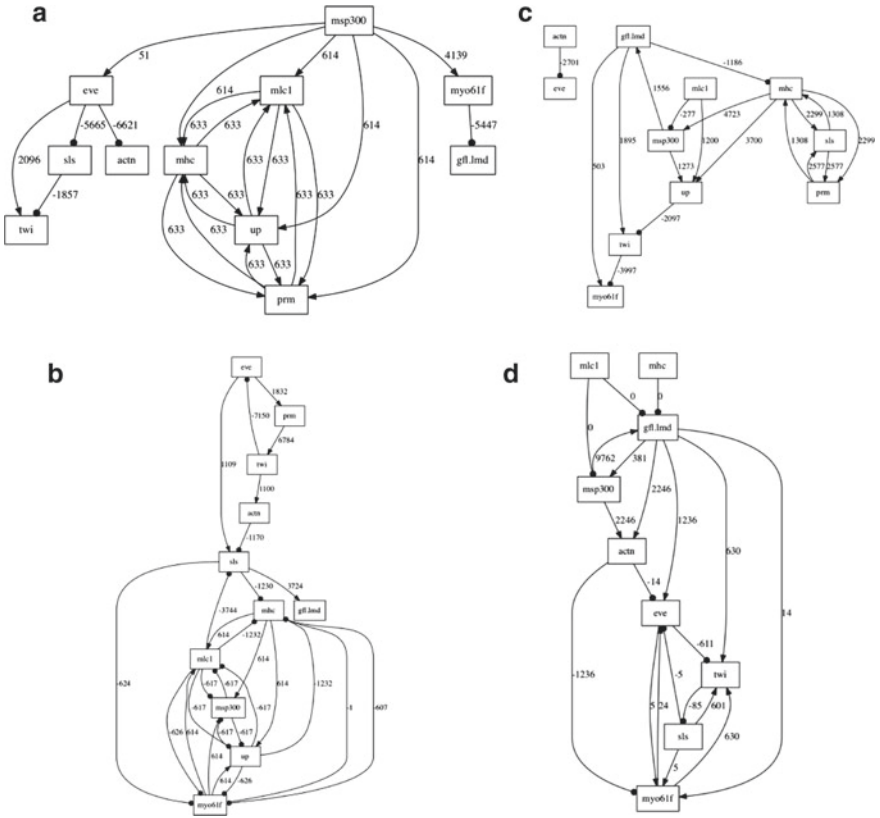 a
msp300
51
614
4139
eve
mlc1
myo61f
614
-5665
-6621
633
633
614
-5447
2096
sls
actn
mhc
633
633
614
gfl.lmd
-1857
633
633
633
633
twi
up
633
633
633
prm
c
actn
gfl.lmd
-2701
-1186
eve
1556
mlc1
mhc
-277
4723
2299
1308
503
1895
msp300
1200
3700
1308
sls
2299
1273
2577
2577
up
prm
-2097
twi
-3997
myo61f
b
eve
1832
prm
-7150
6784
twi
1109
1100
actn
-1170
sls
-1230
3724
-3744
mhc
gfl.lmd
614
-1232
mlc1
614
-624
-617
-617
614
-1232
msp300
-1
-607
-617
-617
-617
-617
-626
614
up
614
614
-626
myo61f
d
mlc1
mhc
0
0
0
gfl.lmd
9762
381
msp300
2246
2246
1236
actn
630
-14
eve
14
-611
-1236
-5
twi
5
24
-85
601
sls
5
630
myo61f